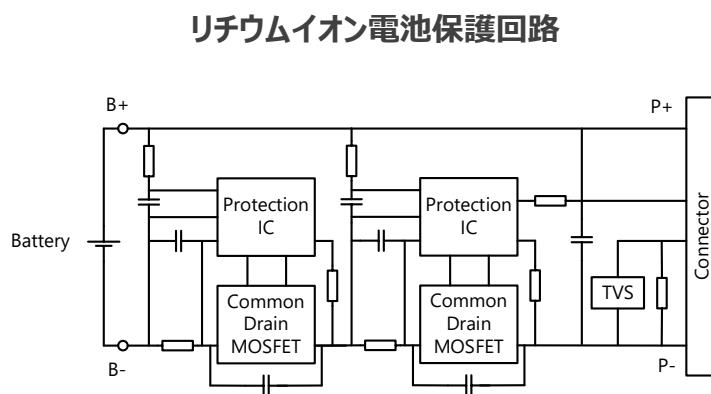 リチウムイオン電池保護回路
B+
P+
Protection
IC
Protection
IC
Battery
Connector
TVS
Common
Drain
MOSFET
Common
Drain
MOSFET
B-
P-